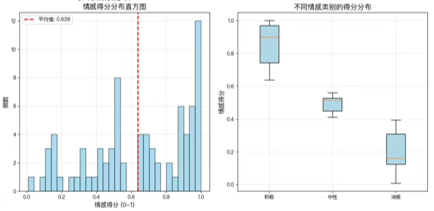 情感得分分布直方图
平均值: 0.639
12
10
8
6
4
2
0
频数
0.0 0.2 0.4 0.6 0.8 1.0
情感得分 (0~1)
不同情感类别的得分分布
1.0
0.8
0.6
0.4
0.2
0.0
情感得分
积极 中性 消极